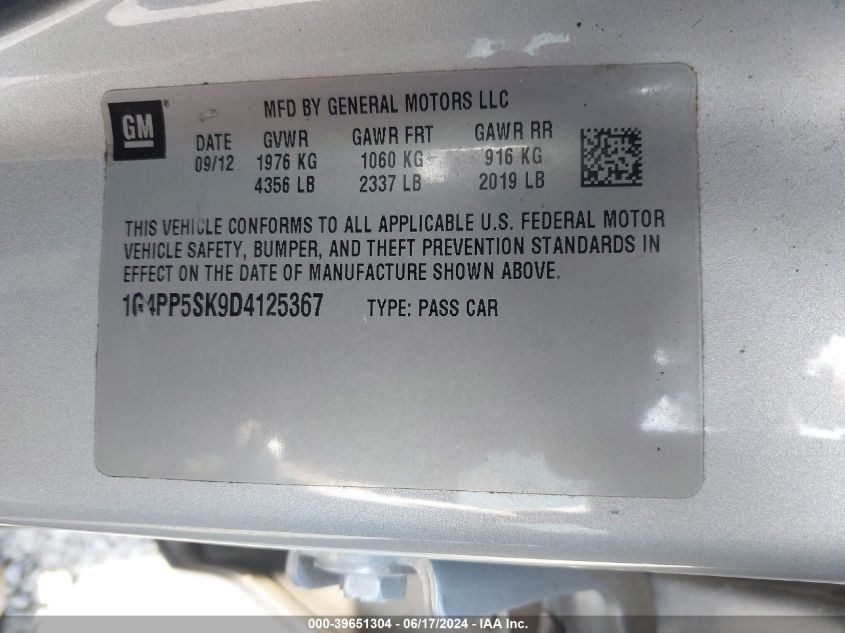 GM ® MFD BY GENERAL MOTORS LLC
DATE GVWR GAWR FRT GAWR RR
09/12 1976 KG 1060 KG 916 KG
4356 LB 2337 LB 2019 LB
THIS VEHICLE CONFORMS TO ALL APPLICABLE U.S. FEDERAL MOTOR
VEHICLE SAFETY, BUMPER, AND THEFT PREVENTION STANDARDS IN
EFFECT ON THE DATE OF MANUFACTURE SHOWN ABOVE.
1G4PP5SK9D4125367 TYPE: PASS CAR
000-39651304 / 06/17/2024 - IAA Inc.